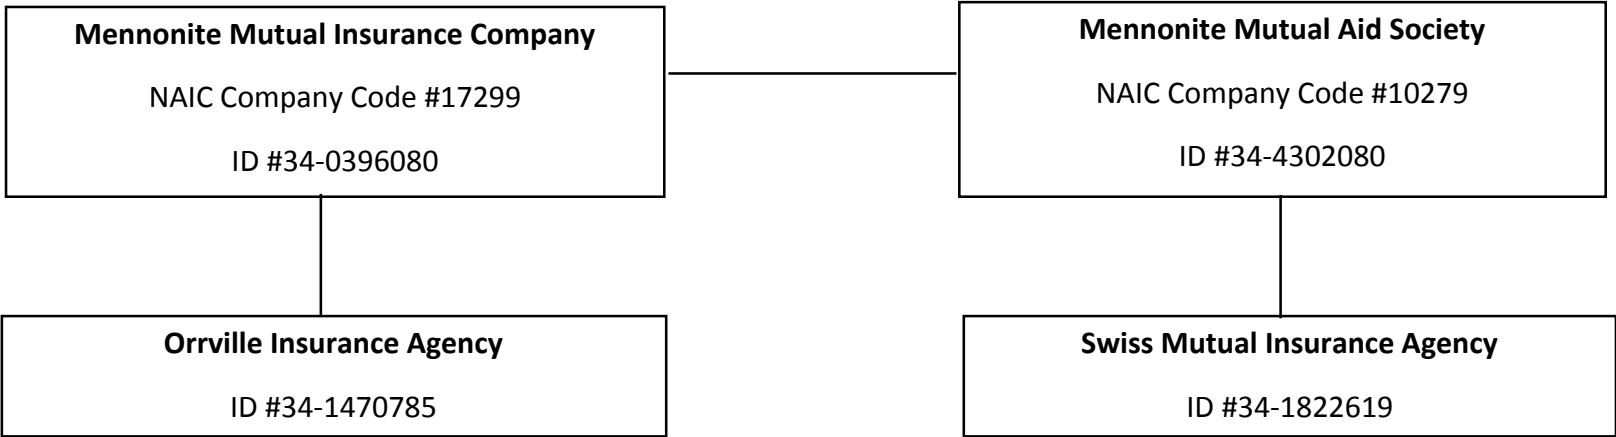 Mennonite Mutual Insurance Company
NAIC Company Code #17299
ID #34-0396080
Mennonite Mutual Aid Society
NAIC Company Code #10279
ID #34-4302080
Orrville Insurance Agency
ID #34-1470785
Swiss Mutual Insurance Agency
ID #34-1822619